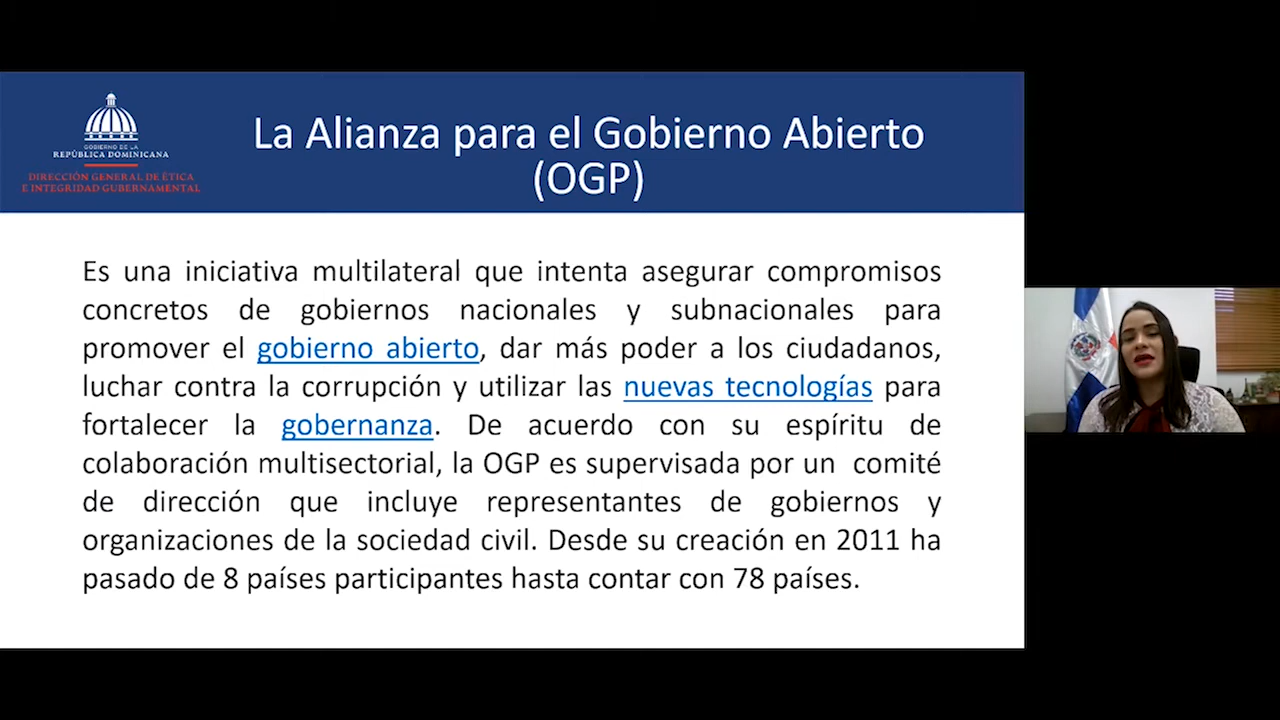 GOBIERNO DE LA
REPÚBLICA DOMINICANA
DIRECCIÓN GENERAL DE ÉTICA
E INTEGRIDAD GUBERNAMENTAL
La Alianza para el Gobierno Abierto
(OGP)
Es una iniciativa multilateral que intenta asegurar compromisos
concretos de gobiernos nacionales y subnacionales para
promover el gobierno abierto, dar más poder a los ciudadanos,
luchar contra la corrupción y utilizar las nuevas tecnologías para
fortalecer la gobernanza. De acuerdo con su espíritu de
colaboración multisectorial, la OGP es supervisada por un comité
de dirección que incluye representantes de gobiernos y
organizaciones de la sociedad civil. Desde su creación en 2011 ha
pasado de 8 países participantes hasta contar con 78 países.